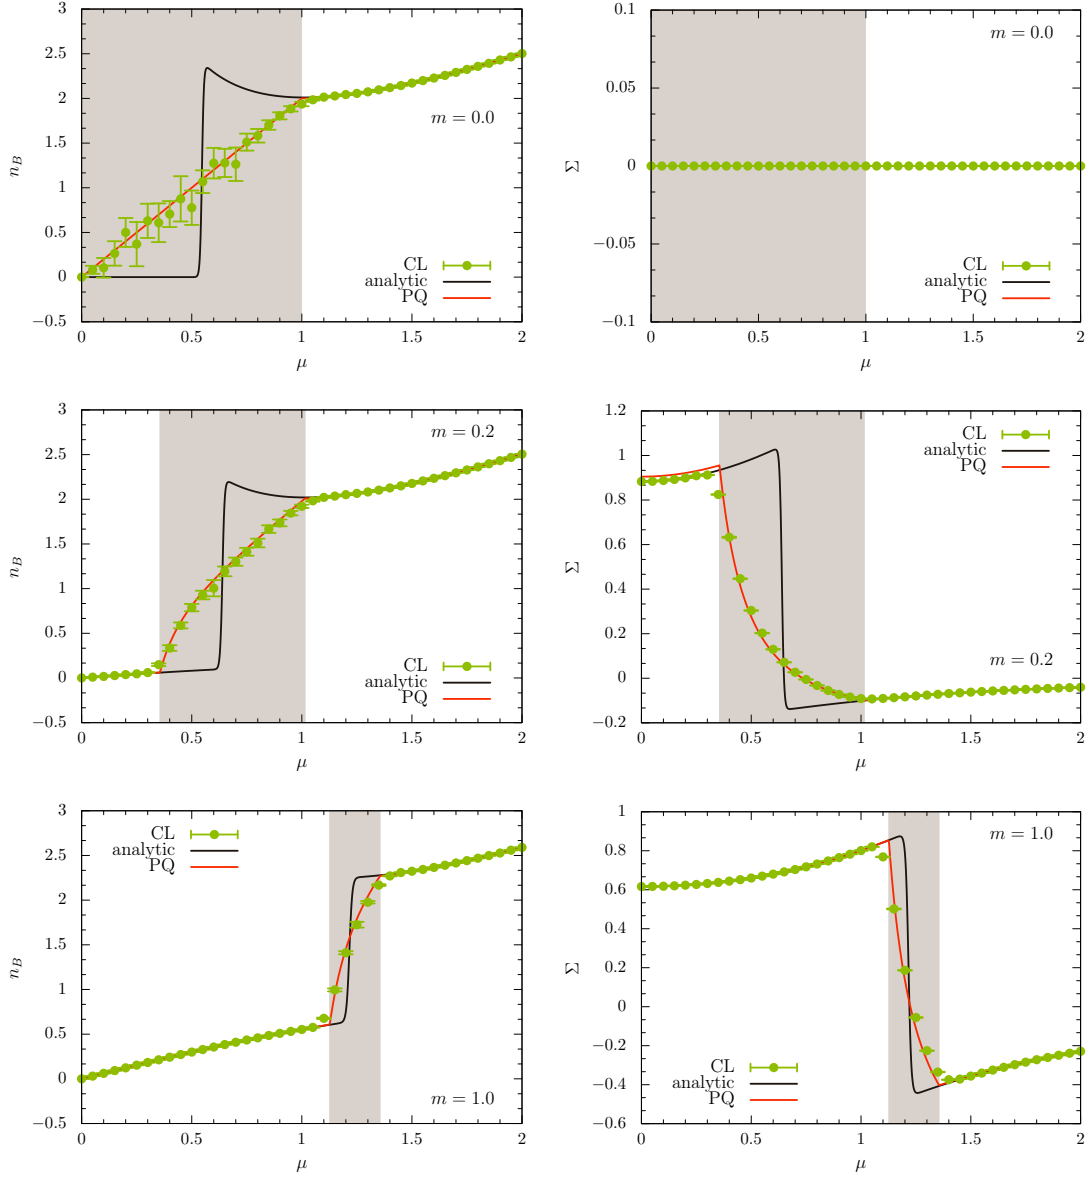 3
2.5
2
1.5
1
0.5
0
−0.5
n_B
m = 0.0
CL
analytic
PQ
0 0.5 1 1.5 2
μ
0.1
0.05
0
−0.05
−0.1
Σ
m = 0.0
CL
analytic
PQ
0 0.5 1 1.5 2
μ
3
2.5
2
1.5
1
0.5
0
−0.5
n_B
m = 0.2
CL
analytic
PQ
0 0.5 1 1.5 2
μ
1.2
1
0.8
0.6
0.4
0.2
0
−0.2
Σ
CL
analytic
PQ
m = 0.2
0 0.5 1 1.5 2
μ
3
2.5
2
1.5
1
0.5
0
−0.5
n_B
CL
analytic
PQ
m = 1.0
0 0.5 1 1.5 2
μ
1
0.8
0.6
0.4
0.2
0
−0.2
−0.4
−0.6
Σ
m = 1.0
CL
analytic
PQ
0 0.5 1 1.5 2
μ